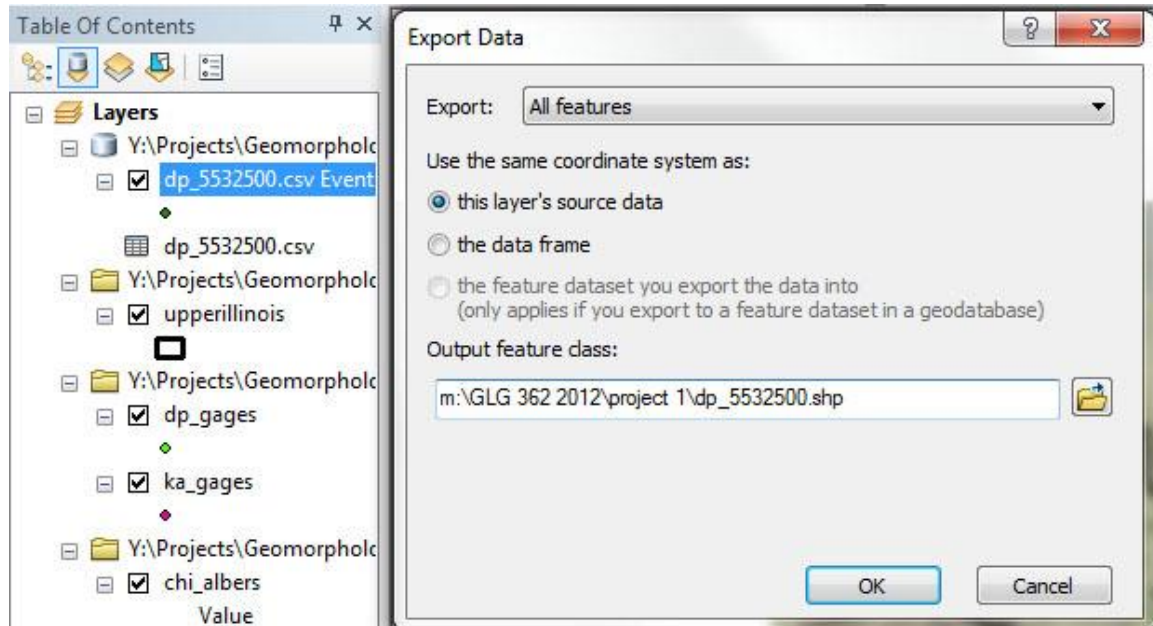 Table Of Contents
Layers
Y:\Projects\Geomorpholc
dp_5532500.csv Event
dp_5532500.csv
Y:\Projects\Geomorpholc
upperillinois
Y:\Projects\Geomorpholc
dp_gages
ka_gages
Y:\Projects\Geomorpholc
chi_albers
Value
Export Data
Export: All features
Use the same coordinate system as:
this layer's source data
the data frame
the feature dataset you export the data into
(only applies if you export to a feature dataset in a geodatabase)
Output feature class:
m:\GLG 362 2012\project 1\dp_5532500.shp
OK Cancel